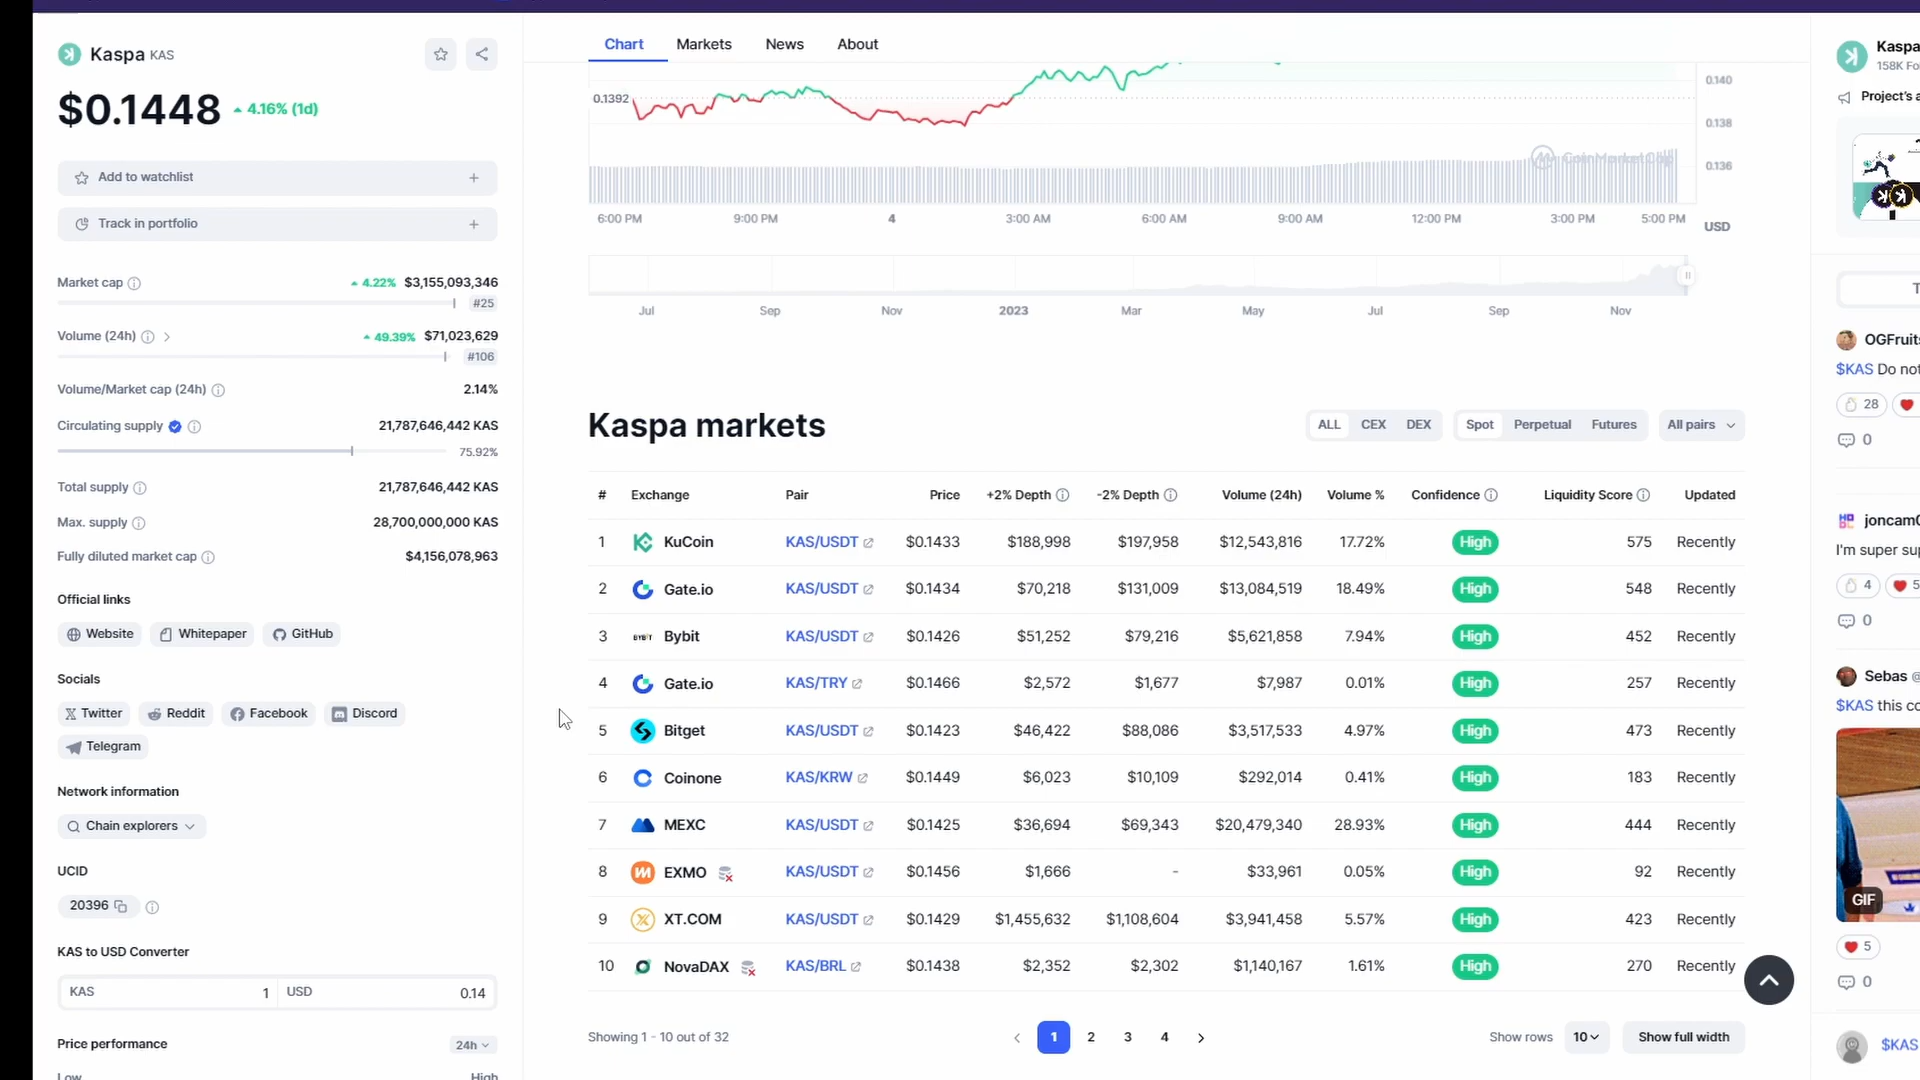 Kaspa KAS
$0.1448 4.16% (1d)
Add to watchlist +
Track in portfolio +
Market cap 4.22% $3,155,093,346
#25
Volume (24h) 49.39% $71,023,629
#106
Volume/Market cap (24h) 2.14%
Circulating supply 21,787,646,442 KAS
75.92%
Total supply 21,787,646,442 KAS
Max. supply 28,700,000,000 KAS
Fully diluted market cap $4,156,078,963
Official links
Website Whitepaper GitHub
Socials
Twitter Reddit Facebook Discord
Telegram
Network information
Chain explorers
UCID
20396
KAS to USD Converter
KAS 1 USD 0.14
Price performance 24h
Low High
Chart Markets News About
0.1392
0.140
0.138
0.136
CoinMarketCap
6:00 PM 9:00 PM 4 3:00 AM 6:00 AM 9:00 AM 12:00 PM 3:00 PM 5:00 PM
USD
Jul Sep Nov 2023 Mar May Jul Sep Nov
Kaspa markets ALL CEX DEX Spot Perpetual Futures All pairs
# Exchange Pair Price +2% Depth -2% Depth Volume (24h) Volume % Confidence Liquidity Score Updated
1 KuCoin KAS/USDT $0.1433 $188,998 $197,958 $12,543,816 17.72% High 575 Recently
2 Gate.io KAS/USDT $0.1434 $70,218 $131,009 $13,084,519 18.49% High 548 Recently
3 BYBIT Bybit KAS/USDT $0.1426 $51,252 $79,216 $5,621,858 7.94% High 452 Recently
4 Gate.io KAS/TRY $0.1466 $2,572 $1,677 $7,987 0.01% High 257 Recently
5 Bitget KAS/USDT $0.1423 $46,422 $88,086 $3,517,533 4.97% High 473 Recently
6 Coinone KAS/KRW $0.1449 $6,023 $10,109 $292,014 0.41% High 183 Recently
7 MEXC KAS/USDT $0.1425 $36,694 $69,343 $20,479,340 28.93% High 444 Recently
8 EXMO KAS/USDT $0.1456 $1,666 - $33,961 0.05% High 92 Recently
9 XT.COM KAS/USDT $0.1429 $1,455,632 $1,108,604 $3,941,458 5.57% High 423 Recently
10 NovaDAX KAS/BRL $0.1438 $2,352 $2,302 $1,140,167 1.61% High 270 Recently
Showing 1 - 10 out of 32 1 2 3 4 Show rows 10 Show full width
Kaspa
158K Fo
Project's a
T
OGFruits
$KAS Do not
28
0
joncam
I'm super sup
4 5
0
Sebas @
$KAS this co
GIF
5
0
$KAS